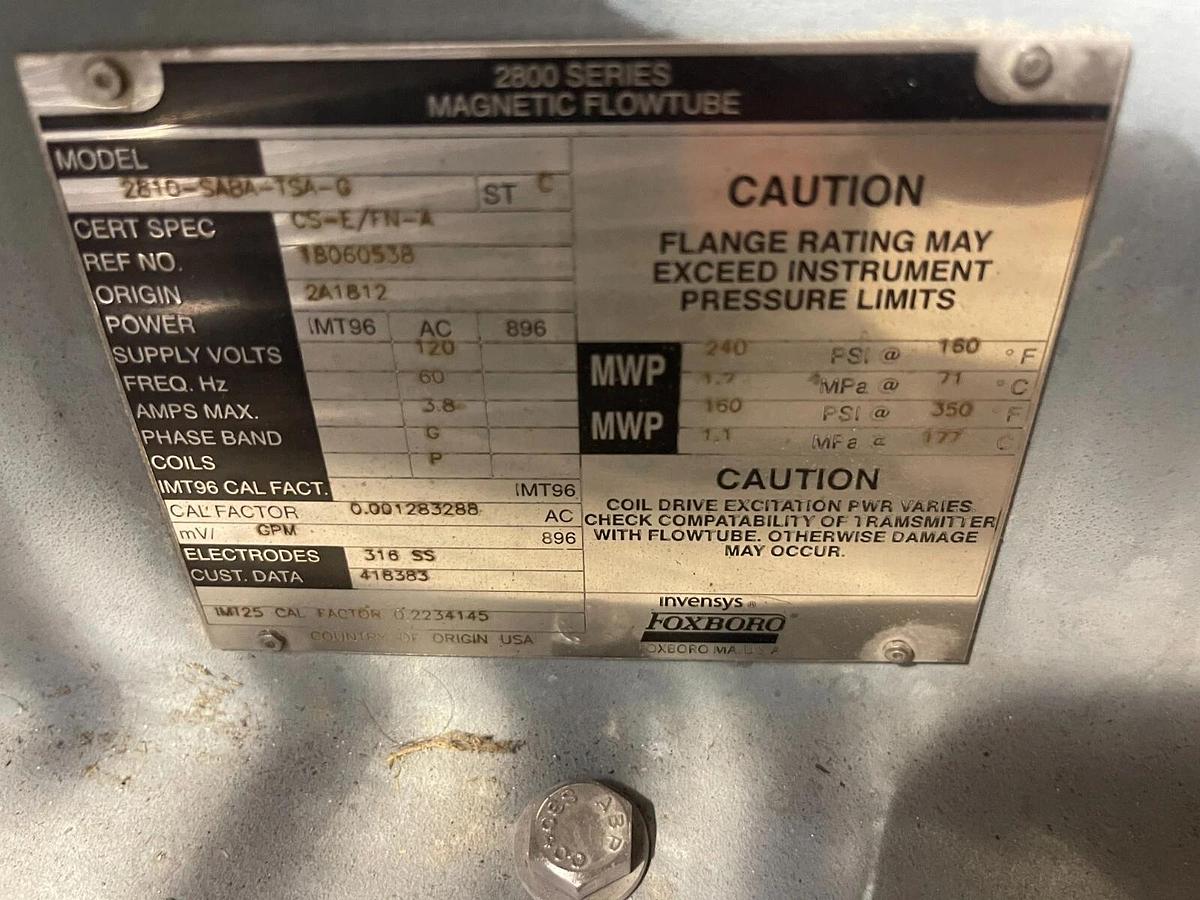 2800 SERIES
MAGNETIC FLOWTUBE
MODEL
2810-SABA-TSA-G ST C
CERT SPEC CS-E/FN-A
REF NO. 18060538
ORIGIN 2A1812
POWER IMT96 AC 896
SUPPLY VOLTS 120
FREQ. Hz 60
AMPS MAX. 3.8
PHASE BAND G
COILS P
IMT96 CAL FACT. IMT96
CAL FACTOR 0.001283288 AC
mV/ GPM 896
ELECTRODES 316 SS
CUST. DATA 418383
IMT25 CAL FACTOR 0.2234145
COUNTRY OF ORIGIN USA
CAUTION
FLANGE RATING MAY
EXCEED INSTRUMENT
PRESSURE LIMITS
MWP 240 PSI @ 160 °F
1.7 MPa @ 71 °C
MWP 160 PSI @ 350 °F
1.1 MPa @ 177 °C
CAUTION
COIL DRIVE EXCITATION PWR VARIES
CHECK COMPATABILITY OF TRAMSMITTER
WITH FLOWTUBE. OTHERWISE DAMAGE
MAY OCCUR.
invensys®
FOXBORO®
FOXBORO MA. U.S.A.